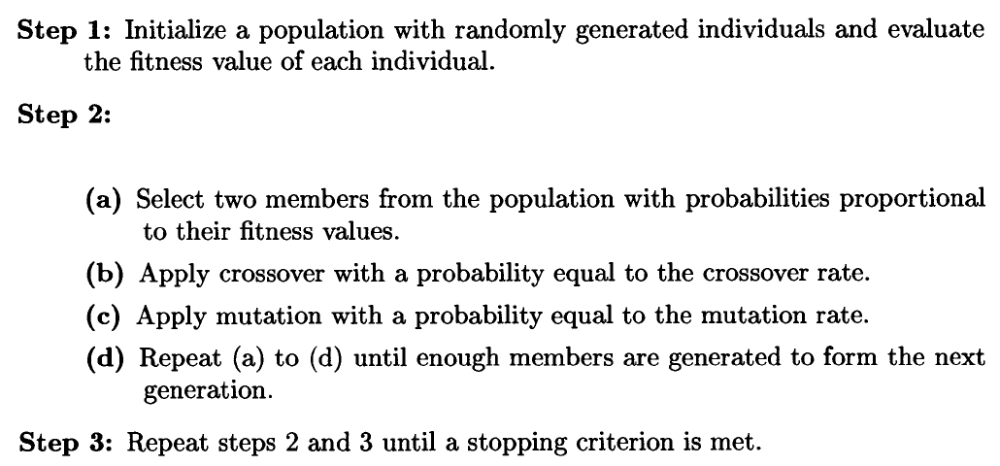 Step 1: Initialize a population with randomly generated individuals and evaluate
the fitness value of each individual.
Step 2:
(a) Select two members from the population with probabilities proportional
to their fitness values.
(b) Apply crossover with a probability equal to the crossover rate.
(c) Apply mutation with a probability equal to the mutation rate.
(d) Repeat (a) to (d) until enough members are generated to form the next
generation.
Step 3: Repeat steps 2 and 3 until a stopping criterion is met.